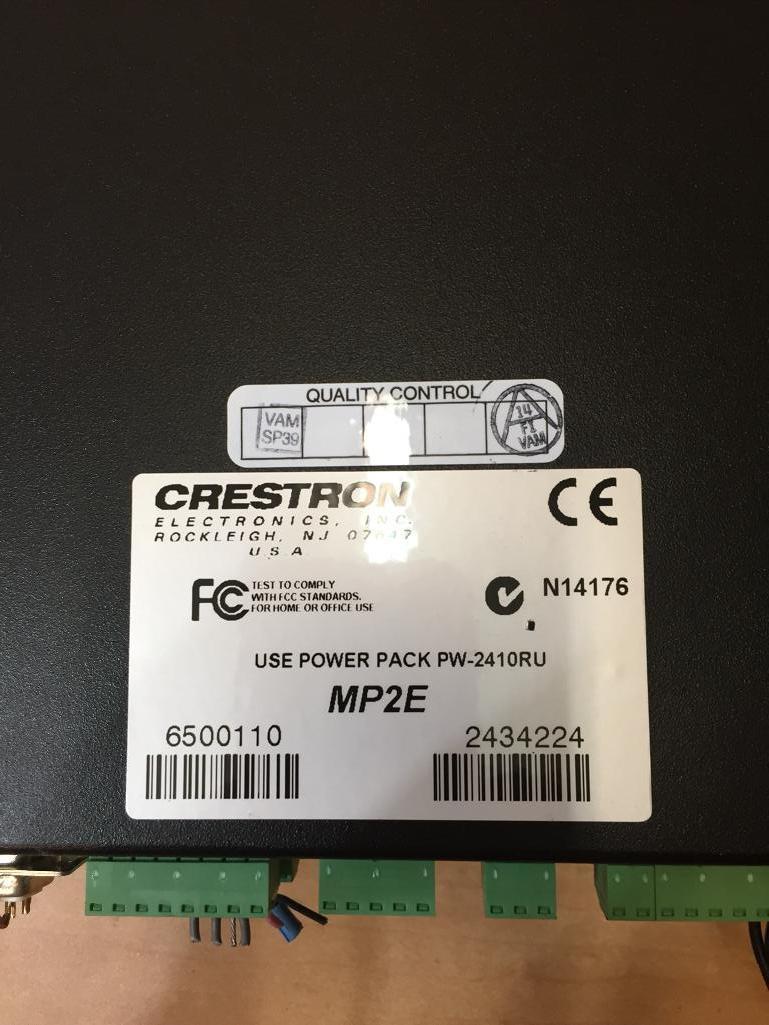 QUALITY CONTROL
VAM
SP39
14
FI
VAM
CRESTRON
ELECTRONICS, INC.
ROCKLEIGH, NJ 07647
U.S.A
CE
FC TEST TO COMPLY
WITH FCC STANDARDS.
FOR HOME OR OFFICE USE
N14176
USE POWER PACK PW-2410RU
MP2E
6500110 2434224